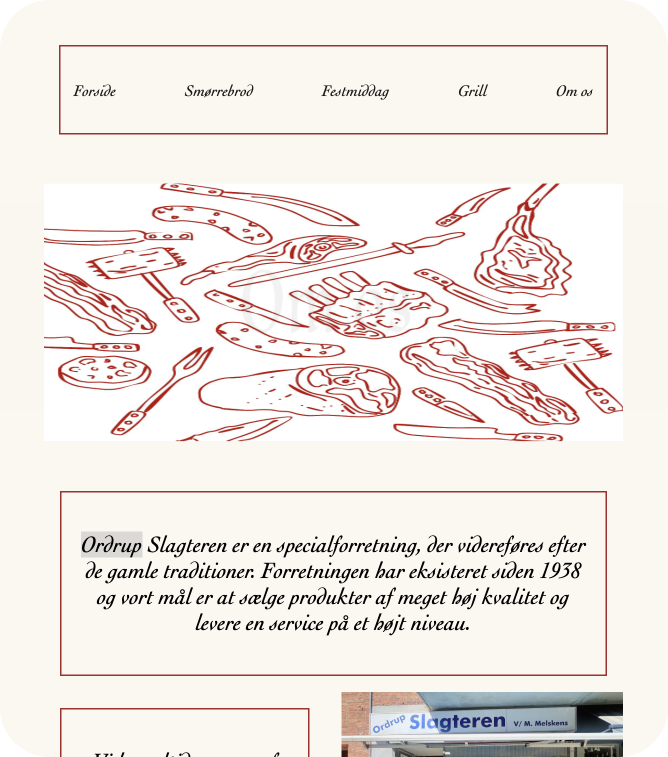 Forside Smørrebrød Festmiddag Grill Om os
Ordrup Slagteren er en specialforretning, der videreføres efter
de gamle traditioner. Forretningen har eksisteret siden 1938
og vort mål er at sælge produkter af meget høj kvalitet og
levere en service på et højt niveau.
Ordrup Slagteren V/ M. Melskens